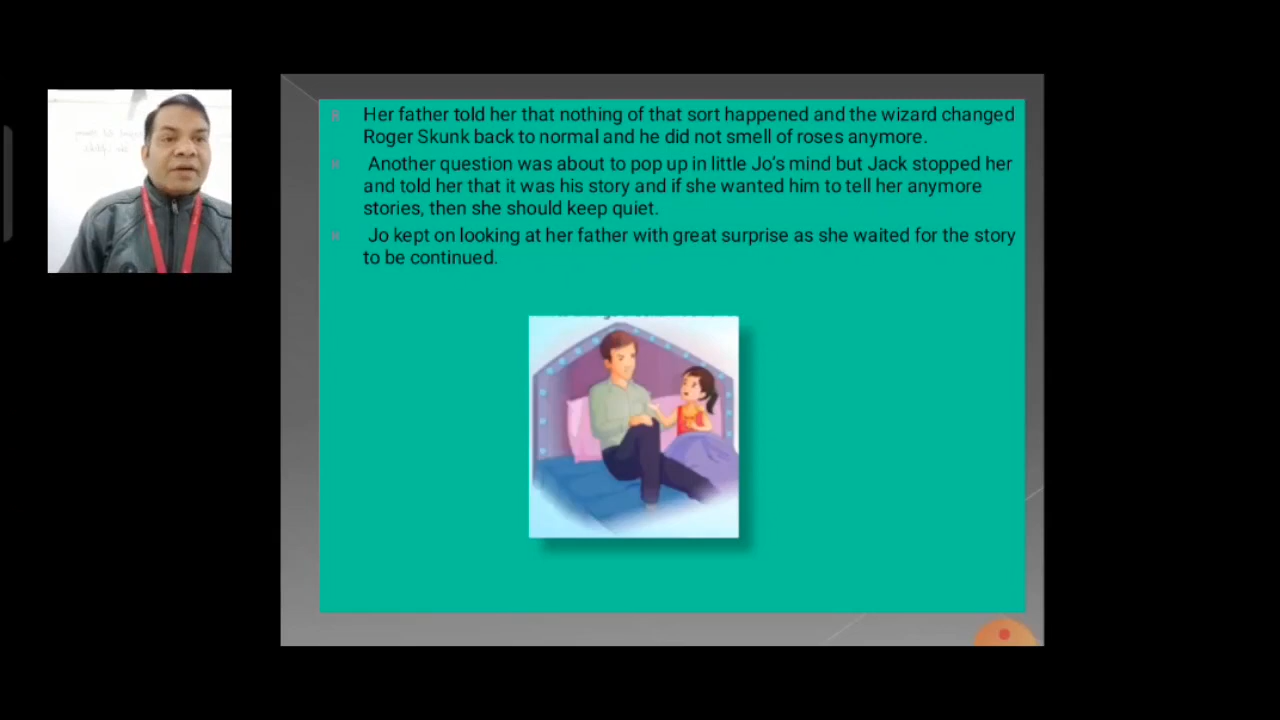 Her father told her that nothing of that sort happened and the wizard changed
Roger Skunk back to normal and he did not smell of roses anymore.
Another question was about to pop up in little Jo's mind but Jack stopped her
and told her that it was his story and if she wanted him to tell her anymore
stories, then she should keep quiet.
Jo kept on looking at her father with great surprise as she waited for the story
to be continued.